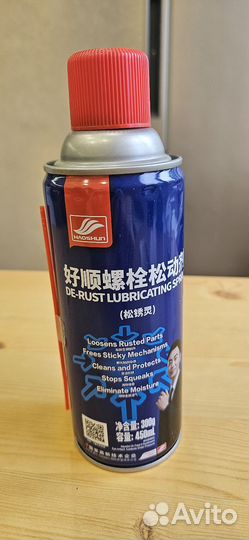 HAOSHUN
好顺螺栓松动剂
DE-RUST LUBRICATING SPRAY
(松锈灵)
Loosens Rusted Parts
Frees Sticky Mechanisms
Cleans and Protects
Stops Squeaks
Eliminate Moisture
净含量: 300g
容量: 450ml
Avito